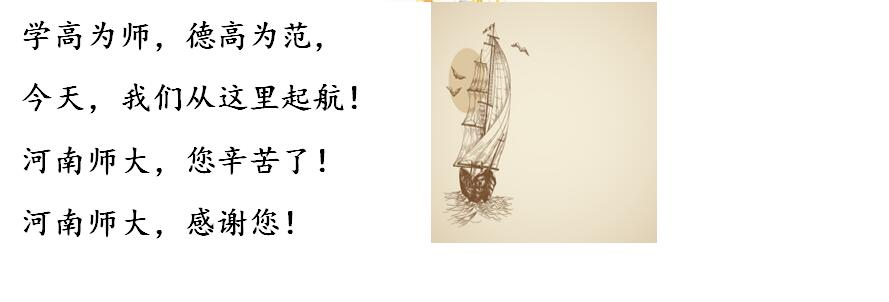 学高为师，德高为范，
今天，我们从这里起航！
河南师大，您辛苦了！
河南师大，感谢您！